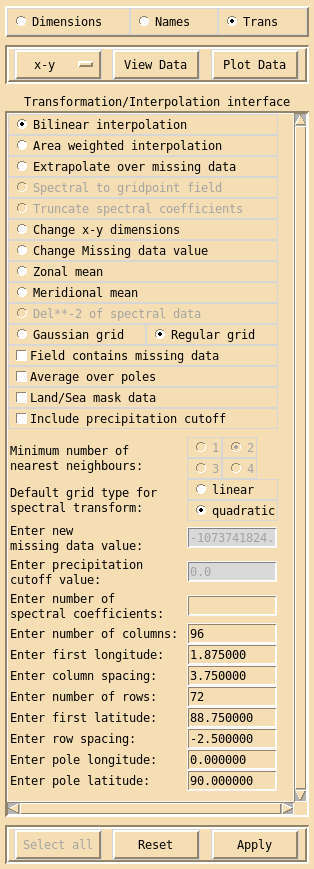 Dimensions Names Trans
x-y View Data Plot Data
Transformation/Interpolation interface
Bilinear interpolation
Area weighted interpolation
Extrapolate over missing data
Spectral to gridpoint field
Truncate spectral coefficients
Change x-y dimensions
Change Missing data value
Zonal mean
Meridional mean
Del**-2 of spectral data
Gaussian grid Regular grid
Field contains missing data
Average over poles
Land/Sea mask data
Include precipitation cutoff
Minimum number of
nearest neighbours:
1 2
3 4
Default grid type for
spectral transform:
linear
quadratic
Enter new
missing data value:
-1073741824.
Enter precipitation
cutoff value:
0.0
Enter number of
spectral coefficients:
Enter number of columns: 96
Enter first longitude: 1.875000
Enter column spacing: 3.750000
Enter number of rows: 72
Enter first latitude: 88.750000
Enter row spacing: -2.500000
Enter pole longitude: 0.000000
Enter pole latitude: 90.000000
Select all Reset Apply